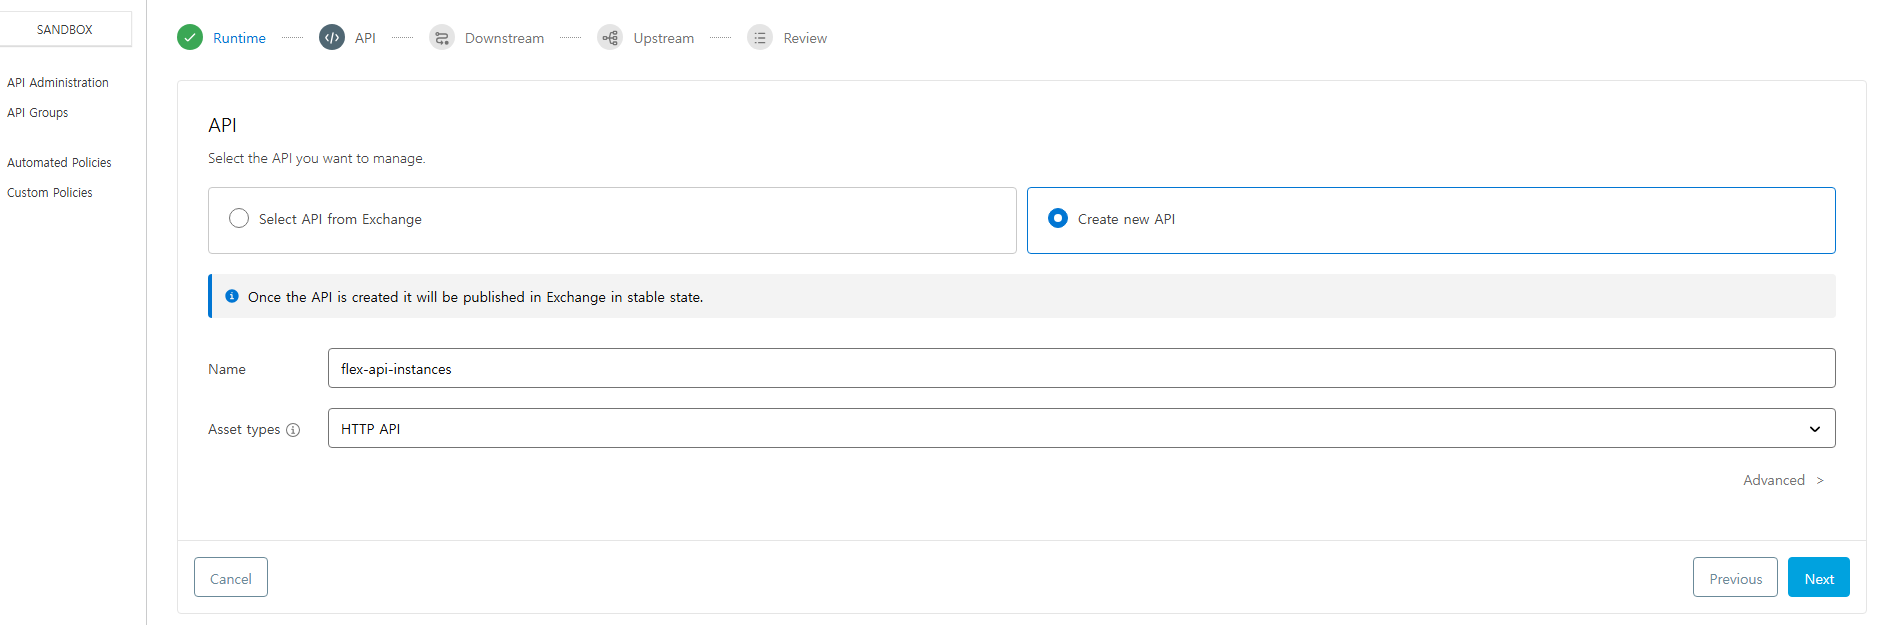 SANDBOX
API Administration
API Groups
Automated Policies
Custom Policies
Runtime
API
Downstream
Upstream
Review
API
Select the API you want to manage.
Select API from Exchange
Create new API
Once the API is created it will be published in Exchange in stable state.
Name
flex-api-instances
Asset types
HTTP API
Advanced >
Cancel
Previous
Next